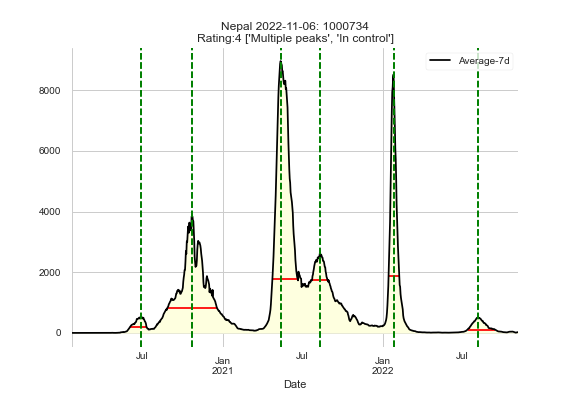 Nepal 2022-11-06: 1000734
Rating:4 ['Multiple peaks', 'In control']
Average-7d
8000
6000
4000
2000
0
Jul
Jan
2021
Jul
Jan
2022
Jul
Date